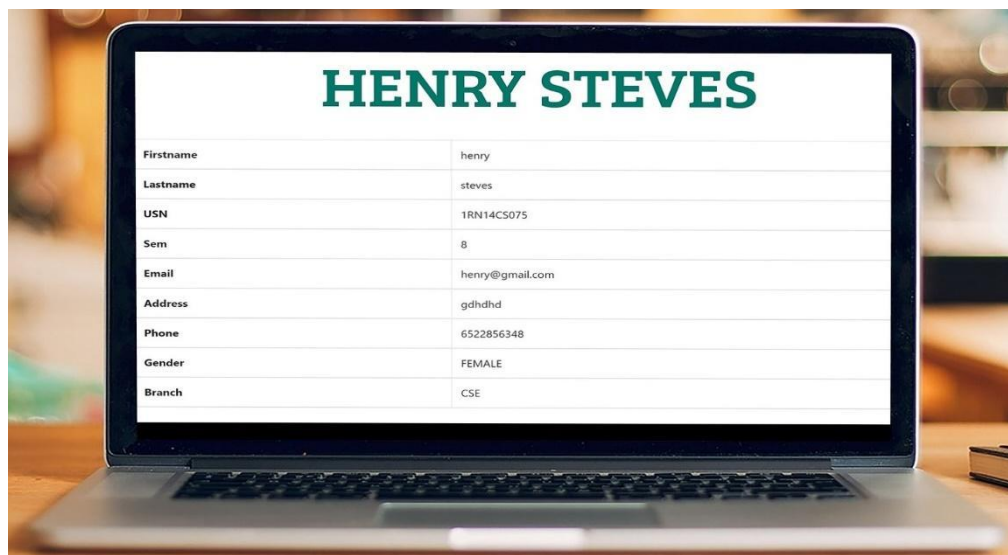 HENRY STEVES
Firstname henry
Lastname steves
USN 1RN14CS075
Sem 8
Email henry@gmail.com
Address gdhdhd
Phone 6522856348
Gender FEMALE
Branch CSE